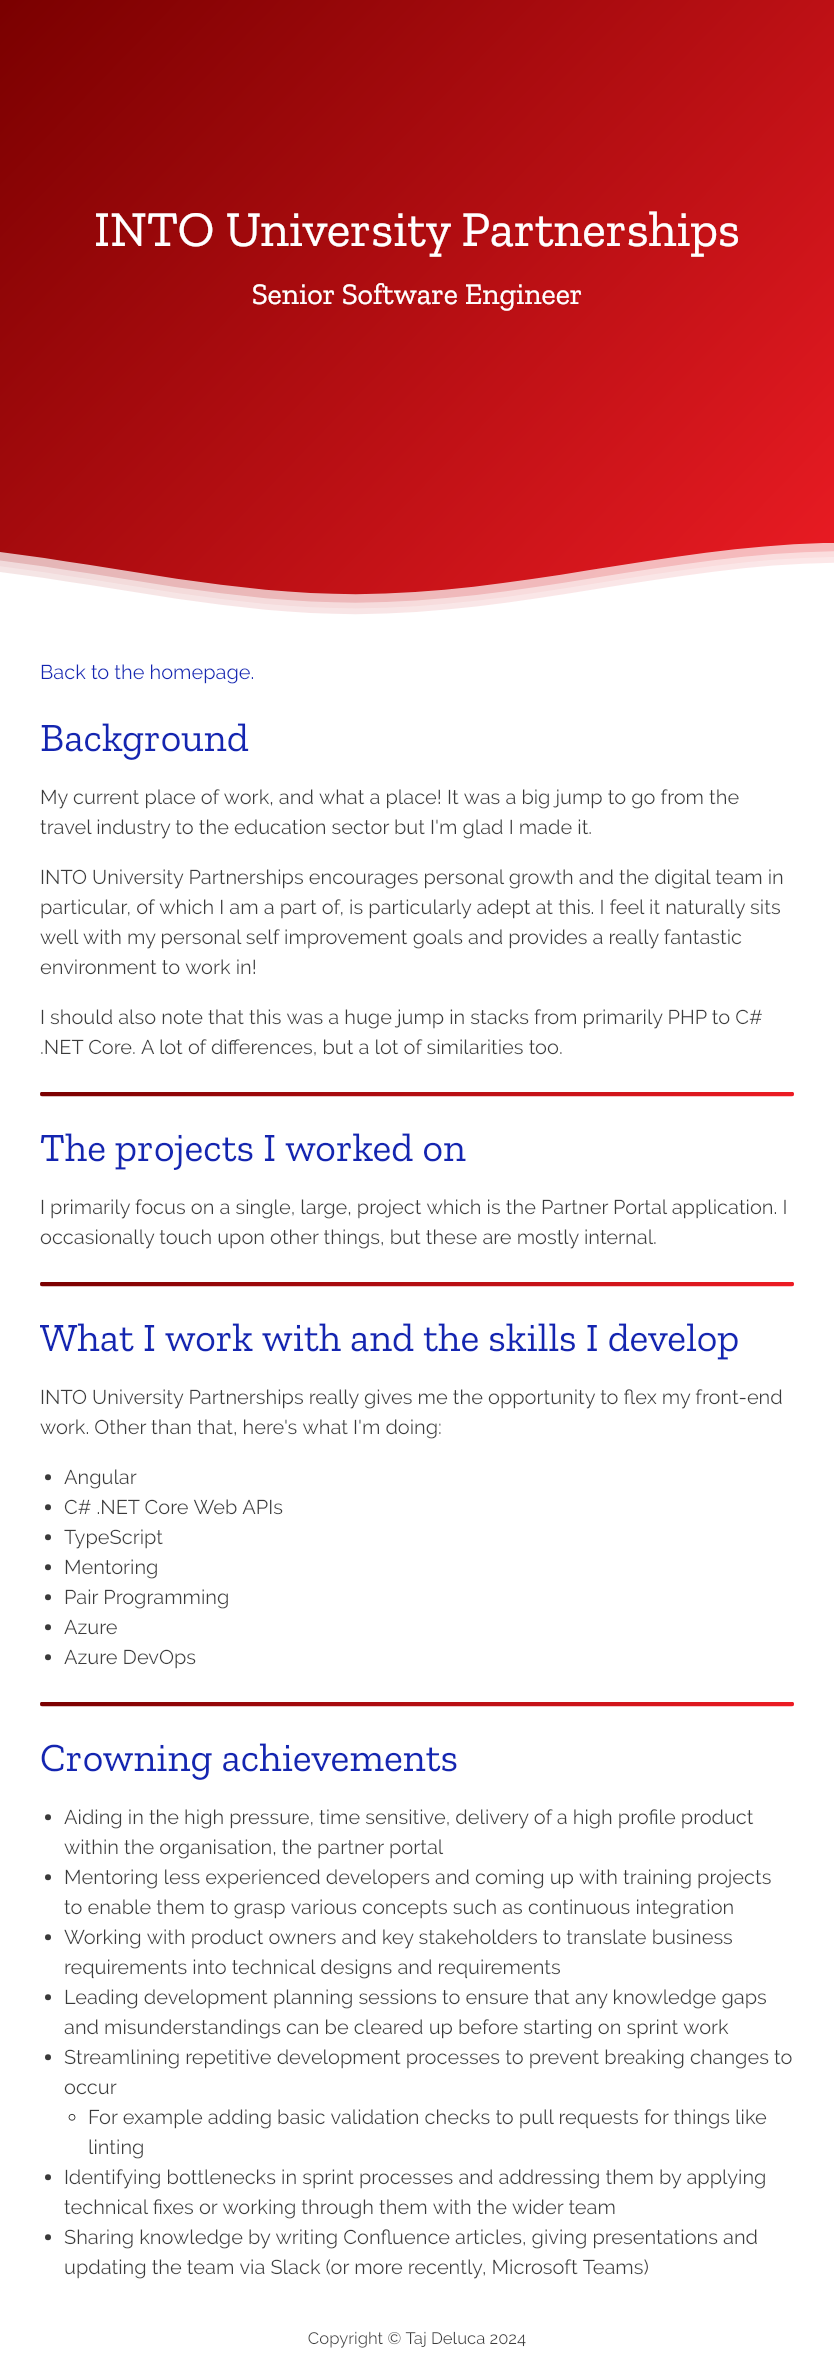 INTO University Partnerships
Senior Software Engineer
Back to the homepage.
Background
My current place of work, and what a place! It was a big jump to go from the
travel industry to the education sector but I'm glad I made it.
INTO University Partnerships encourages personal growth and the digital team in
particular, of which I am a part of, is particularly adept at this. I feel it naturally sits
well with my personal self improvement goals and provides a really fantastic
environment to work in!
I should also note that this was a huge jump in stacks from primarily PHP to C#
.NET Core. A lot of differences, but a lot of similarities too.
The projects I worked on
I primarily focus on a single, large, project which is the Partner Portal application. I
occasionally touch upon other things, but these are mostly internal.
What I work with and the skills I develop
INTO University Partnerships really gives me the opportunity to flex my front-end
work. Other than that, here's what I'm doing:
• Angular
• C# .NET Core Web APIs
• TypeScript
• Mentoring
• Pair Programming
• Azure
• Azure DevOps
Crowning achievements
• Aiding in the high pressure, time sensitive, delivery of a high profile product
within the organisation, the partner portal
• Mentoring less experienced developers and coming up with training projects
to enable them to grasp various concepts such as continuous integration
• Working with product owners and key stakeholders to translate business
requirements into technical designs and requirements
• Leading development planning sessions to ensure that any knowledge gaps
and misunderstandings can be cleared up before starting on sprint work
• Streamlining repetitive development processes to prevent breaking changes to
occur
◦ For example adding basic validation checks to pull requests for things like
linting
• Identifying bottlenecks in sprint processes and addressing them by applying
technical fixes or working through them with the wider team
• Sharing knowledge by writing Confluence articles, giving presentations and
updating the team via Slack (or more recently, Microsoft Teams)
Copyright © Taj Deluca 2024